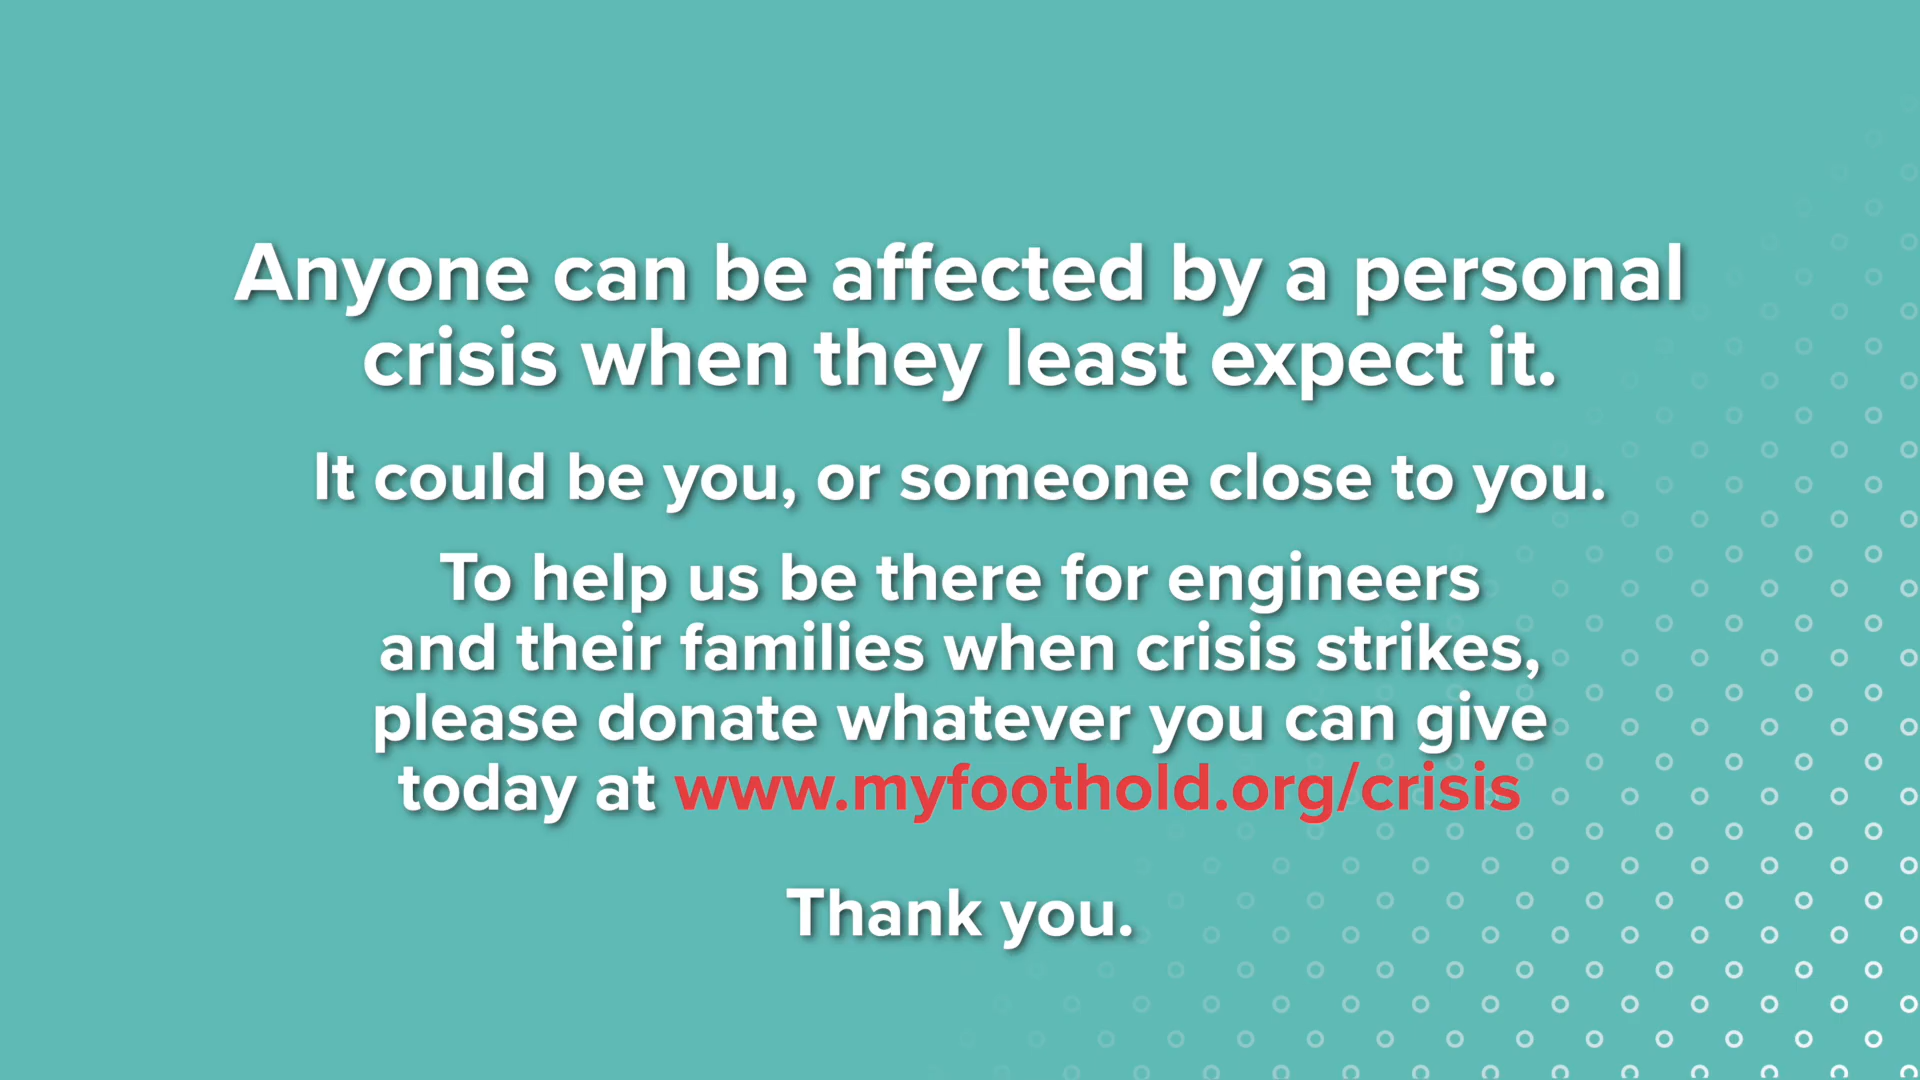 Anyone can be affected by a personal
crisis when they least expect it.
It could be you, or someone close to you.
To help us be there for engineers
and their families when crisis strikes,
please donate whatever you can give
today at www.myfoothold.org/crisis
Thank you.